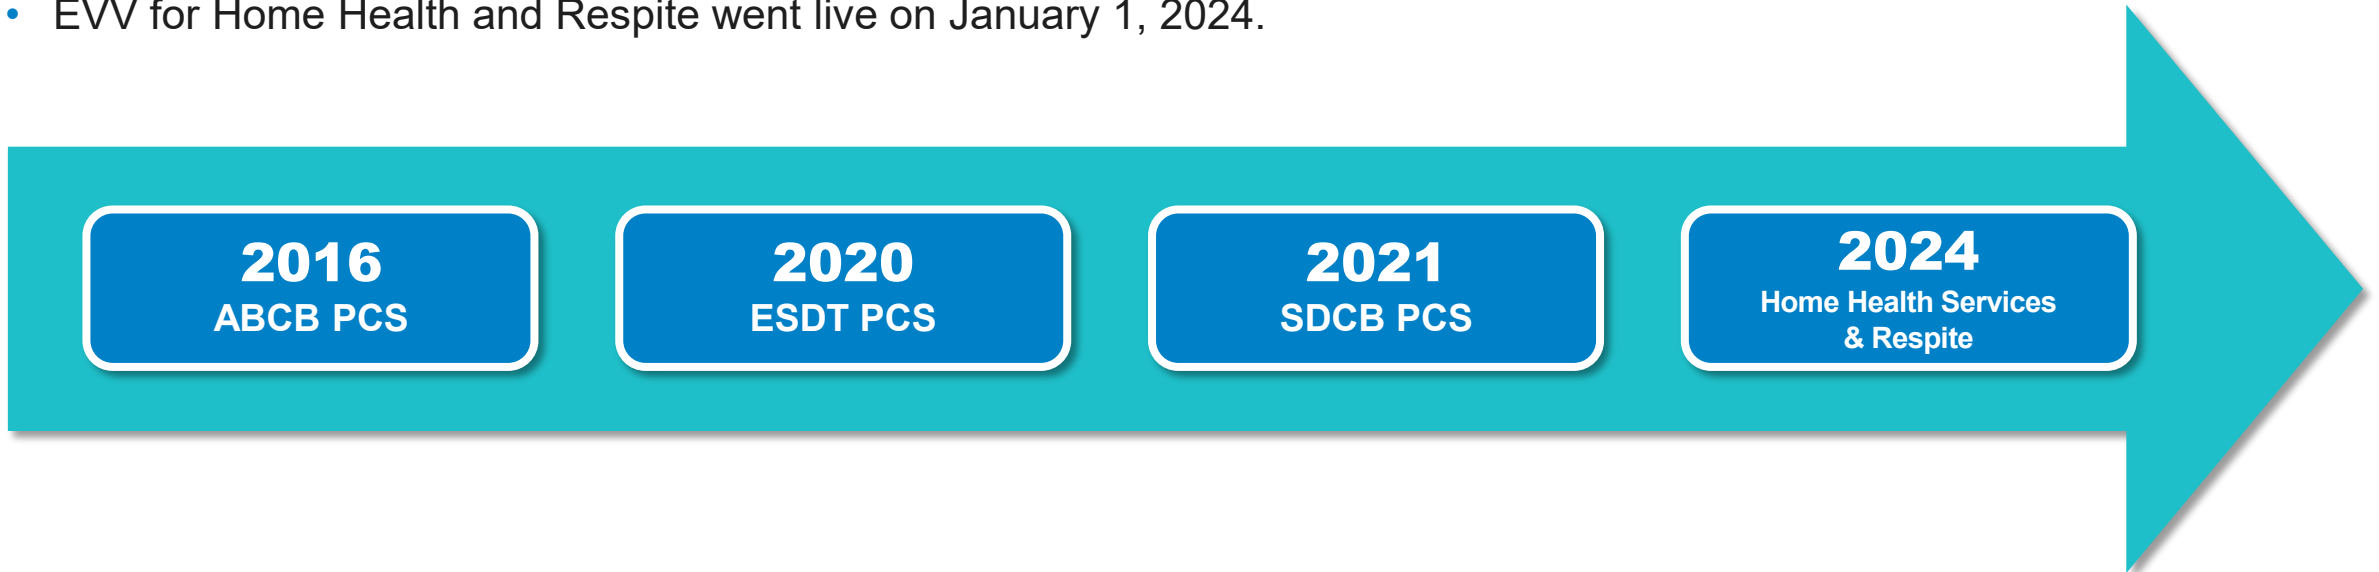 • EVV for Home Health and Respite went live on January 1, 2024.
2016
ABCB PCS
2020
ESDT PCS
2021
SDCB PCS
2024
Home Health Services
& Respite